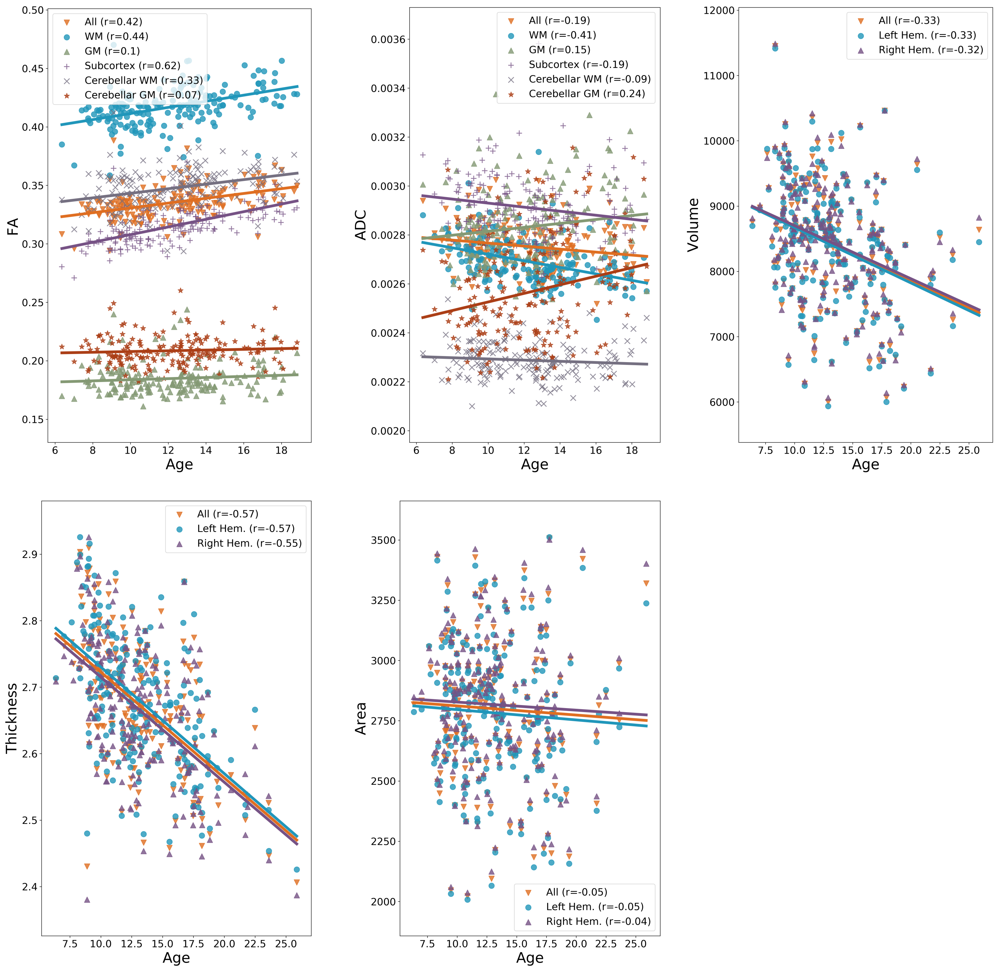 0.50
0.45
0.40
0.35
0.30
0.25
0.20
0.15
FA
All (r=0.42)
WM (r=0.44)
GM (r=0.1)
Subcortex (r=0.62)
Cerebellar WM (r=0.33)
Cerebellar GM (r=0.07)
6 8 10 12 14 16 18
Age
0.0036
0.0034
0.0032
0.0030
0.0028
0.0026
0.0024
0.0022
0.0020
ADC
All (r=-0.19)
WM (r=-0.41)
GM (r=0.15)
Subcortex (r=-0.19)
Cerebellar WM (r=-0.09)
Cerebellar GM (r=0.24)
6 8 10 12 14 16 18
Age
12000
11000
10000
9000
8000
7000
6000
Volume
All (r=-0.33)
Left Hem. (r=-0.33)
Right Hem. (r=-0.32)
7.5 10.0 12.5 15.0 17.5 20.0 22.5 25.0
Age
2.9
2.8
2.7
2.6
2.5
2.4
Thickness
All (r=-0.57)
Left Hem. (r=-0.57)
Right Hem. (r=-0.55)
7.5 10.0 12.5 15.0 17.5 20.0 22.5 25.0
Age
3500
3250
3000
2750
2500
2250
2000
Area
All (r=-0.05)
Left Hem. (r=-0.05)
Right Hem. (r=-0.04)
7.5 10.0 12.5 15.0 17.5 20.0 22.5 25.0
Age